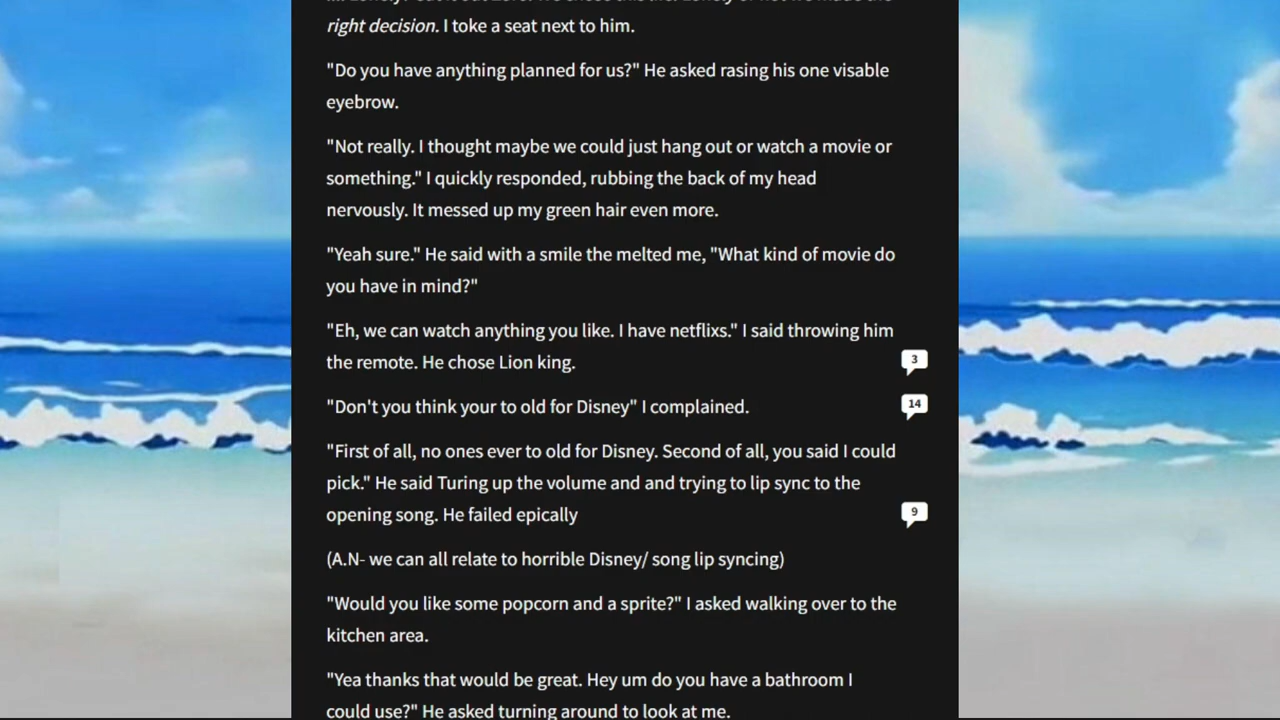 right decision. I toke a seat next to him.
"Do you have anything planned for us?" He asked rasing his one visable
eyebrow.
"Not really. I thought maybe we could just hang out or watch a movie or
something." I quickly responded, rubbing the back of my head
nervously. It messed up my green hair even more.
"Yeah sure." He said with a smile the melted me, "What kind of movie do
you have in mind?"
"Eh, we can watch anything you like. I have netflixs." I said throwing him
the remote. He chose Lion king.
3
"Don't you think your to old for Disney" I complained.
14
"First of all, no ones ever to old for Disney. Second of all, you said I could
pick." He said Turing up the volume and and trying to lip sync to the
opening song. He failed epically
9
(A.N- we can all relate to horrible Disney/ song lip syncing)
"Would you like some popcorn and a sprite?" I asked walking over to the
kitchen area.
"Yea thanks that would be great. Hey um do you have a bathroom I
could use?" He asked turning around to look at me.